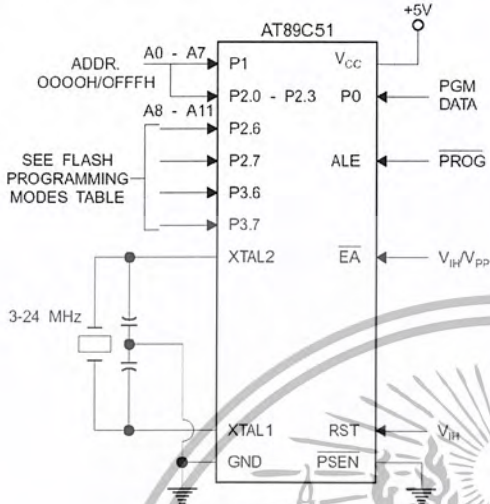 +5V
AT89C51
A0 - A7
ADDR.
OOOOH/OFFFH
P1
VCC
A8 - A11
P2.0 - P2.3
P0
PGM
DATA
P2.6
SEE FLASH
PROGRAMMING
MODES TABLE
P2.7
ALE
PROG
P3.6
P3.7
XTAL2
EA
VIH/VPP
3-24 MHz
XTAL1
RST
VIH
GND
PSEN